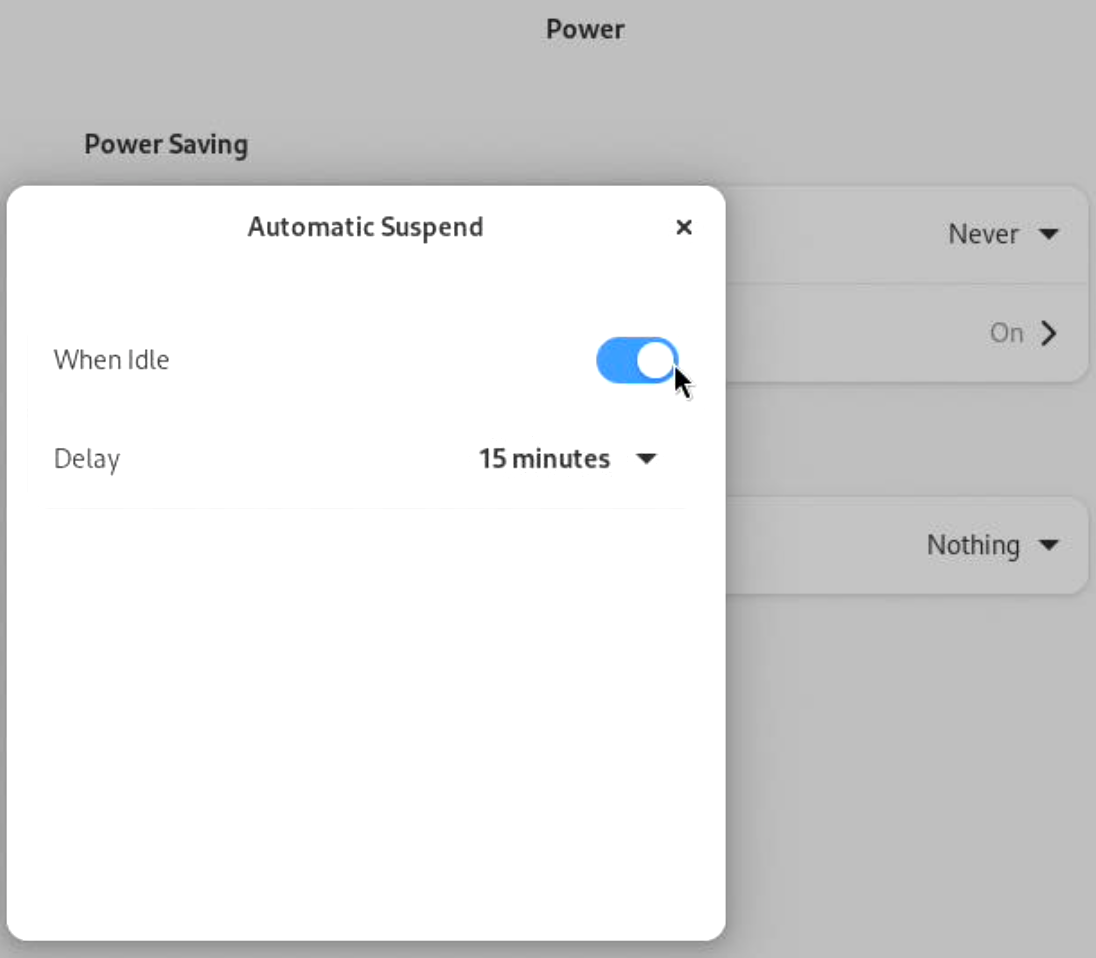 Power
Power Saving
Automatic Suspend
Never
When Idle
On
Delay 15 minutes
Nothing